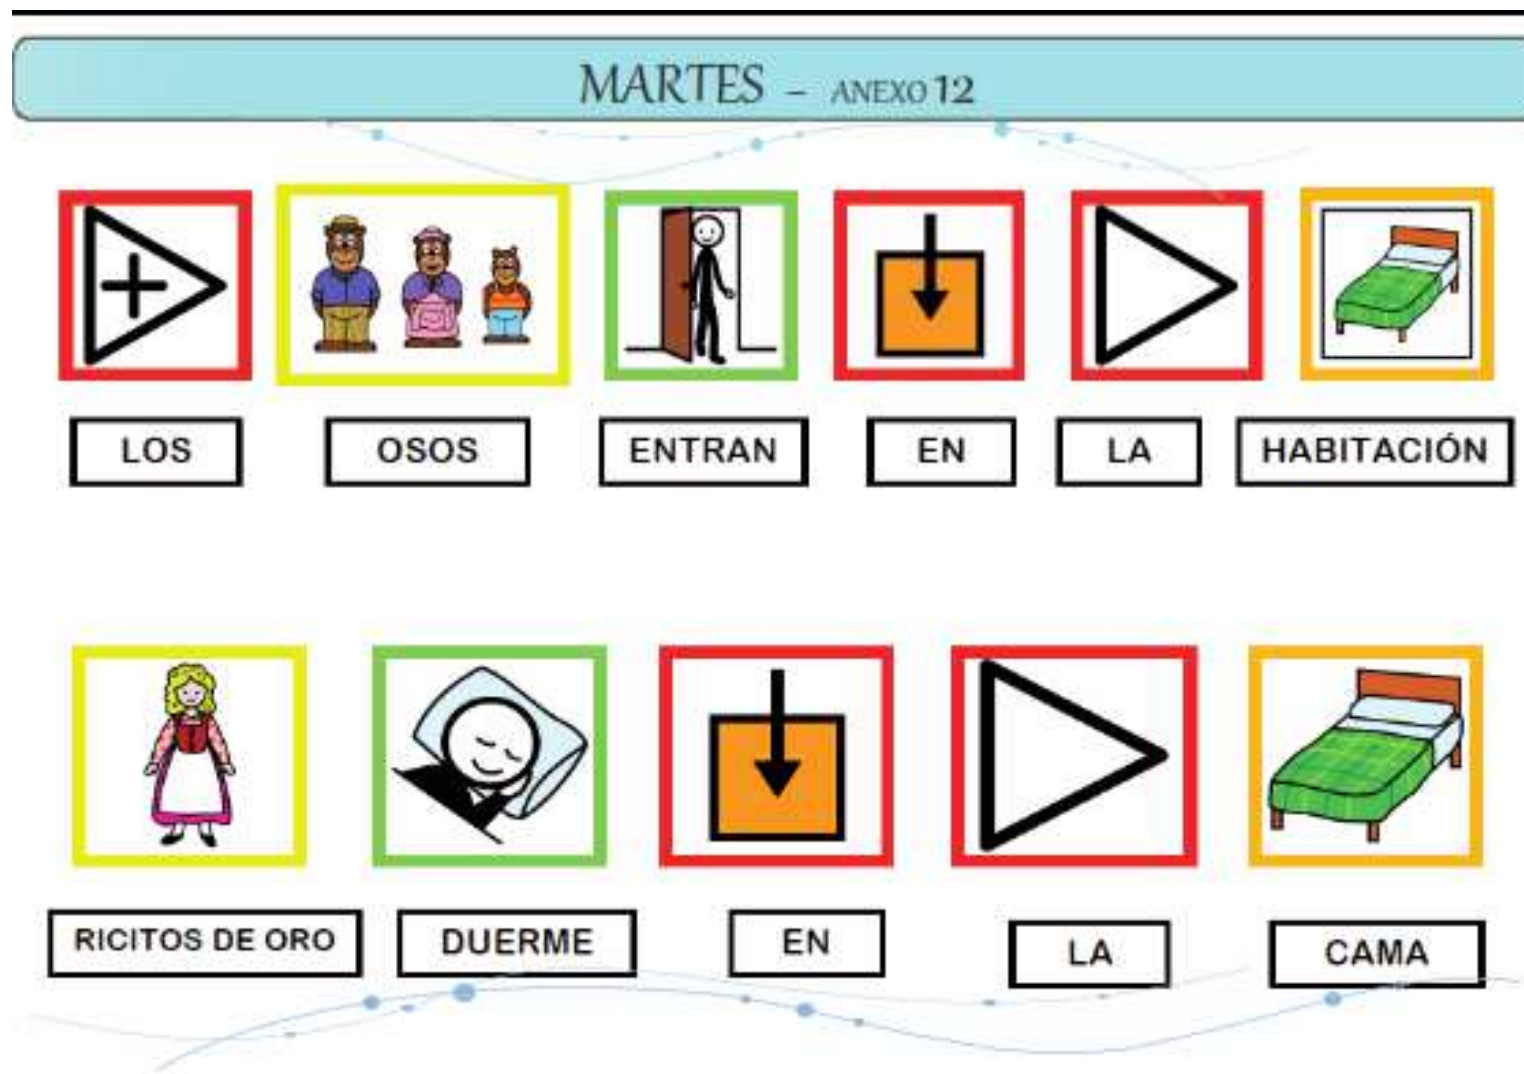 MARTES – ANEXO 12
LOS OSOS ENTRAN EN LA HABITACIÓN
RICITOS DE ORO DUERME EN LA CAMA